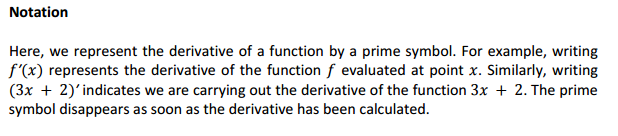 Notation
Here, we represent the derivative of a function by a prime symbol. For example, writing
f′(x) represents the derivative of the function f evaluated at point x. Similarly, writing
(3x + 2)′ indicates we are carrying out the derivative of the function 3x + 2. The prime
symbol disappears as soon as the derivative has been calculated.